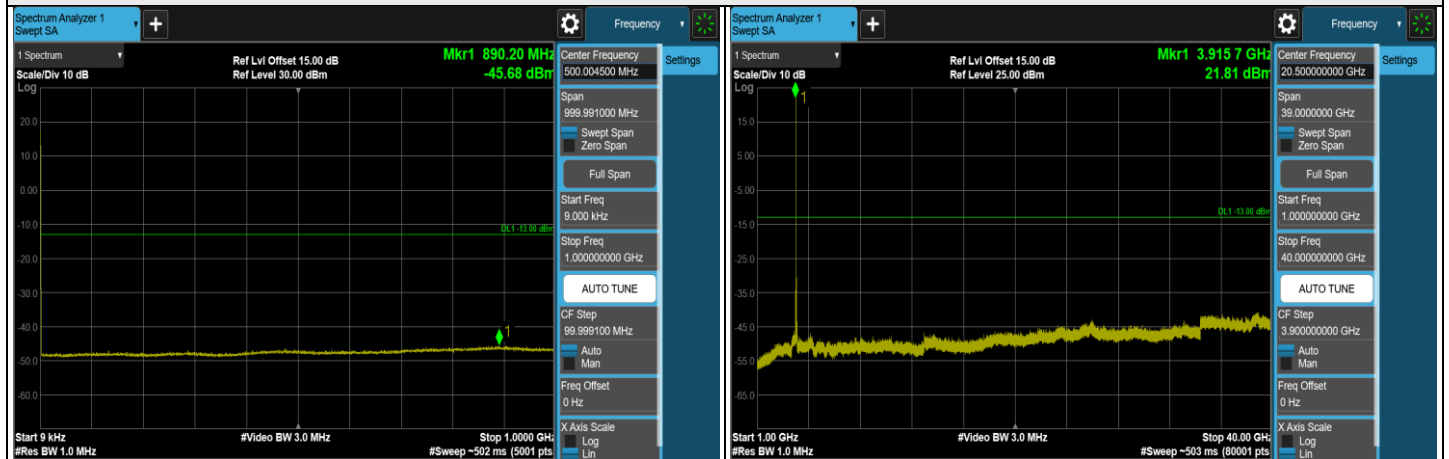 Spectrum Analyzer 1
Swept SA
+
Frequency
1 Spectrum
Scale/Div 10 dB
Log
Ref Lvl Offset 15.00 dB
Ref Level 30.00 dBm
Mkr1 890.20 MHz
-45.68 dBm
1
20.0
10.0
0.00
-10.0
-20.0
-30.0
-40.0
-50.0
-60.0
DL1 -13.00 dBm
Start 9 kHz
#Res BW 1.0 MHz
#Video BW 3.0 MHz
Stop 1.0000 GHz
#Sweep ~502 ms (5001 pts
Center Frequency
500.004500 MHz
Settings
Span
999.991000 MHz
Swept Span
Zero Span
Full Span
Start Freq
9.000 kHz
Stop Freq
1.000000000 GHz
AUTO TUNE
CF Step
99.999100 MHz
Auto
Man
Freq Offset
0 Hz
X Axis Scale
Log
Lin
Spectrum Analyzer 1
Swept SA
+
Frequency
1 Spectrum
Scale/Div 10 dB
Log
Ref Lvl Offset 15.00 dB
Ref Level 25.00 dBm
Mkr1 3.915 7 GHz
21.81 dBm
1
15.0
5.00
-5.00
-15.0
-25.0
-35.0
-45.0
-55.0
-65.0
DL1 -13.00 dBm
Start 1.00 GHz
#Res BW 1.0 MHz
#Video BW 3.0 MHz
Stop 40.00 GHz
#Sweep ~503 ms (80001 pts
Center Frequency
20.500000000 GHz
Settings
Span
39.0000000 GHz
Swept Span
Zero Span
Full Span
Start Freq
1.000000000 GHz
Stop Freq
40.000000000 GHz
AUTO TUNE
CF Step
3.900000000 GHz
Auto
Man
Freq Offset
0 Hz
X Axis Scale
Log
Lin